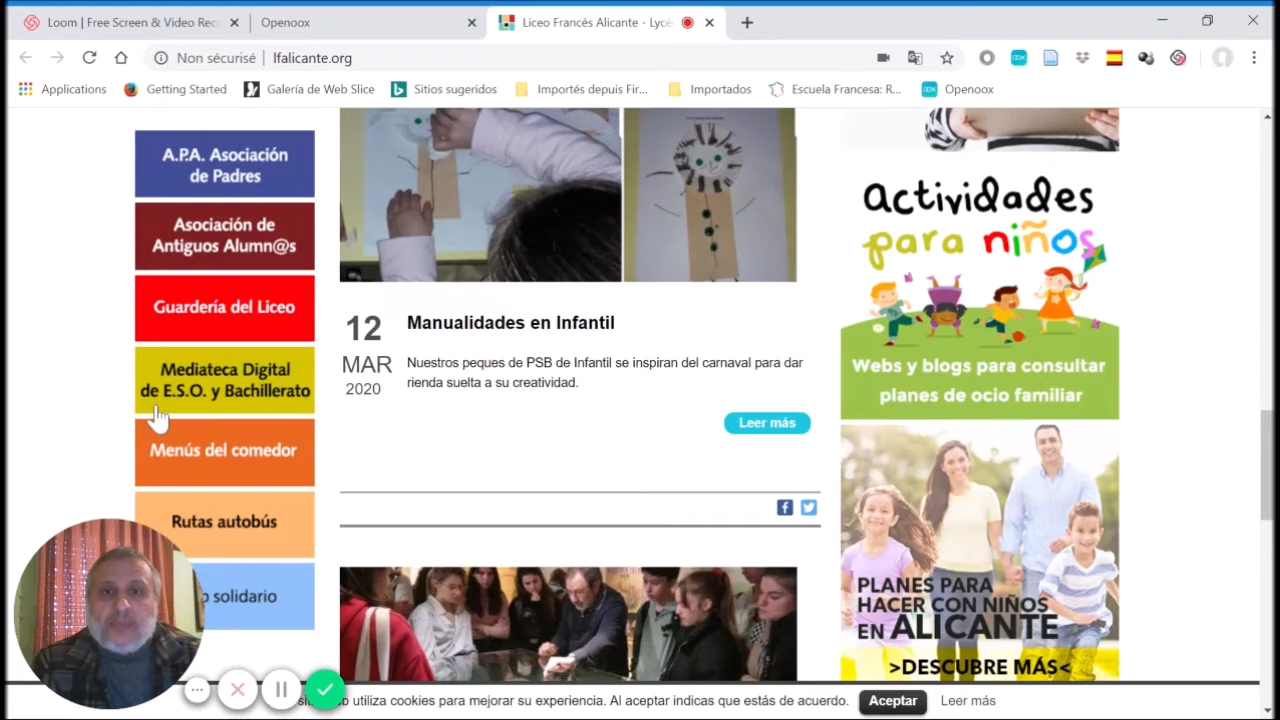 Loom | Free Screen & Video Rec
Openoox
Liceo Francés Alicante - Lycé
Non sécurisé
lfalicante.org
Applications
Getting Started
Galería de Web Slice
Sitios sugeridos
Importés depuis Fir...
Importados
Escuela Francesa: R...
Openoox
A.P.A. Asociación
de Padres
Asociación de
Antiguos Alumn@s
Guardería del Liceo
Mediateca Digital
de E.S.O. y Bachillerato
Menús del comedor
Rutas autobús
solidario
12
MAR
2020
Manualidades en Infantil
Nuestros peques de PSB de Infantil se inspiran del carnaval para dar
rienda suelta a su creatividad.
Leer más
actividades
para niños
Webs y blogs para consultar
planes de ocio familiar
PLANES PARA
HACER CON NIÑOS
EN ALICANTE
>DESCUBRE MÁS<
utiliza cookies para mejorar su experiencia. Al aceptar indicas que estás de acuerdo.
Aceptar
Leer más